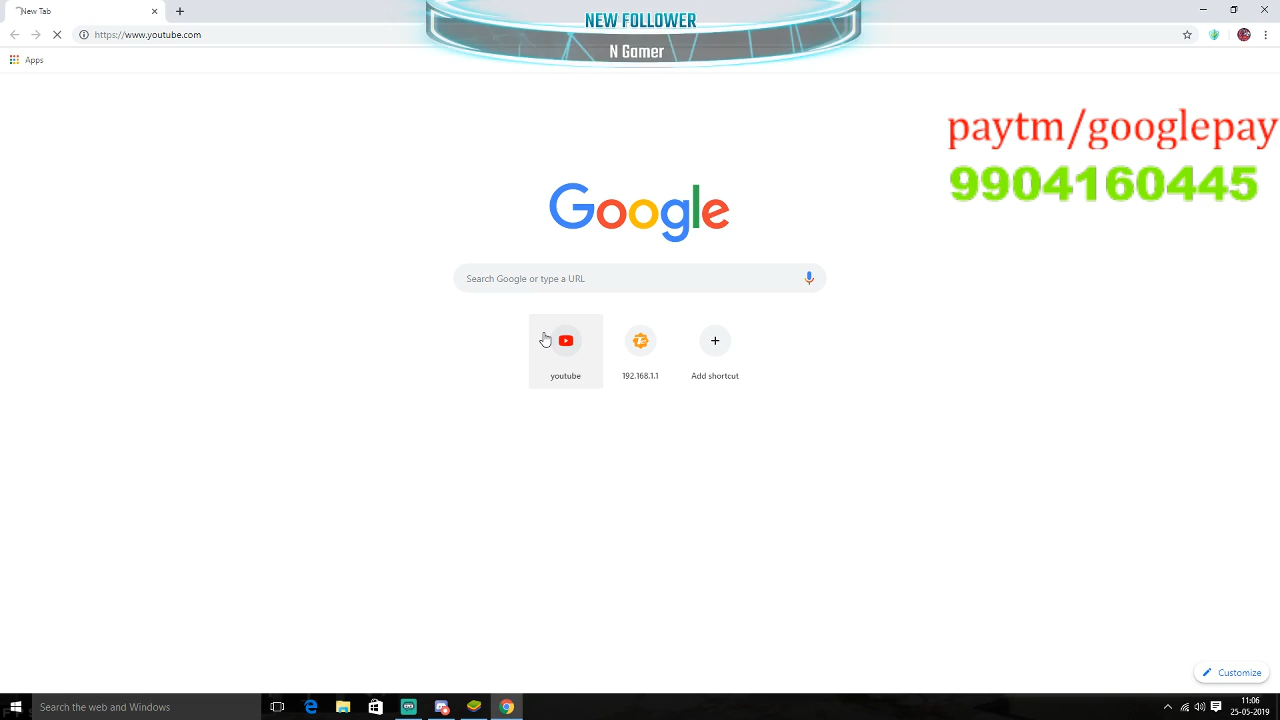 New Tab
https://www.youtube.com
Apps
NEW FOLLOWER
N Gamer
paytm/googlepay
9904160445
Google
Search Google or type a URL
youtube
192.168.1.1
Add shortcut
Customize
Search the web and Windows
11:06
25-05-2019